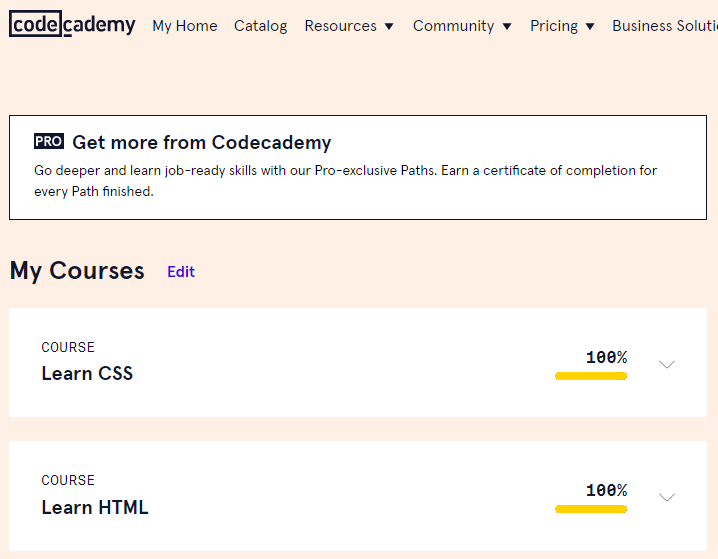 codecademy My Home Catalog Resources Community Pricing Business
PRO Get more from Codecademy
Go deeper and learn job-ready skills with our Pro-exclusive Paths. Earn a certificate of completion for
every Path finished.
My Courses Edit
COURSE
Learn CSS
100%
COURSE
Learn HTML
100%